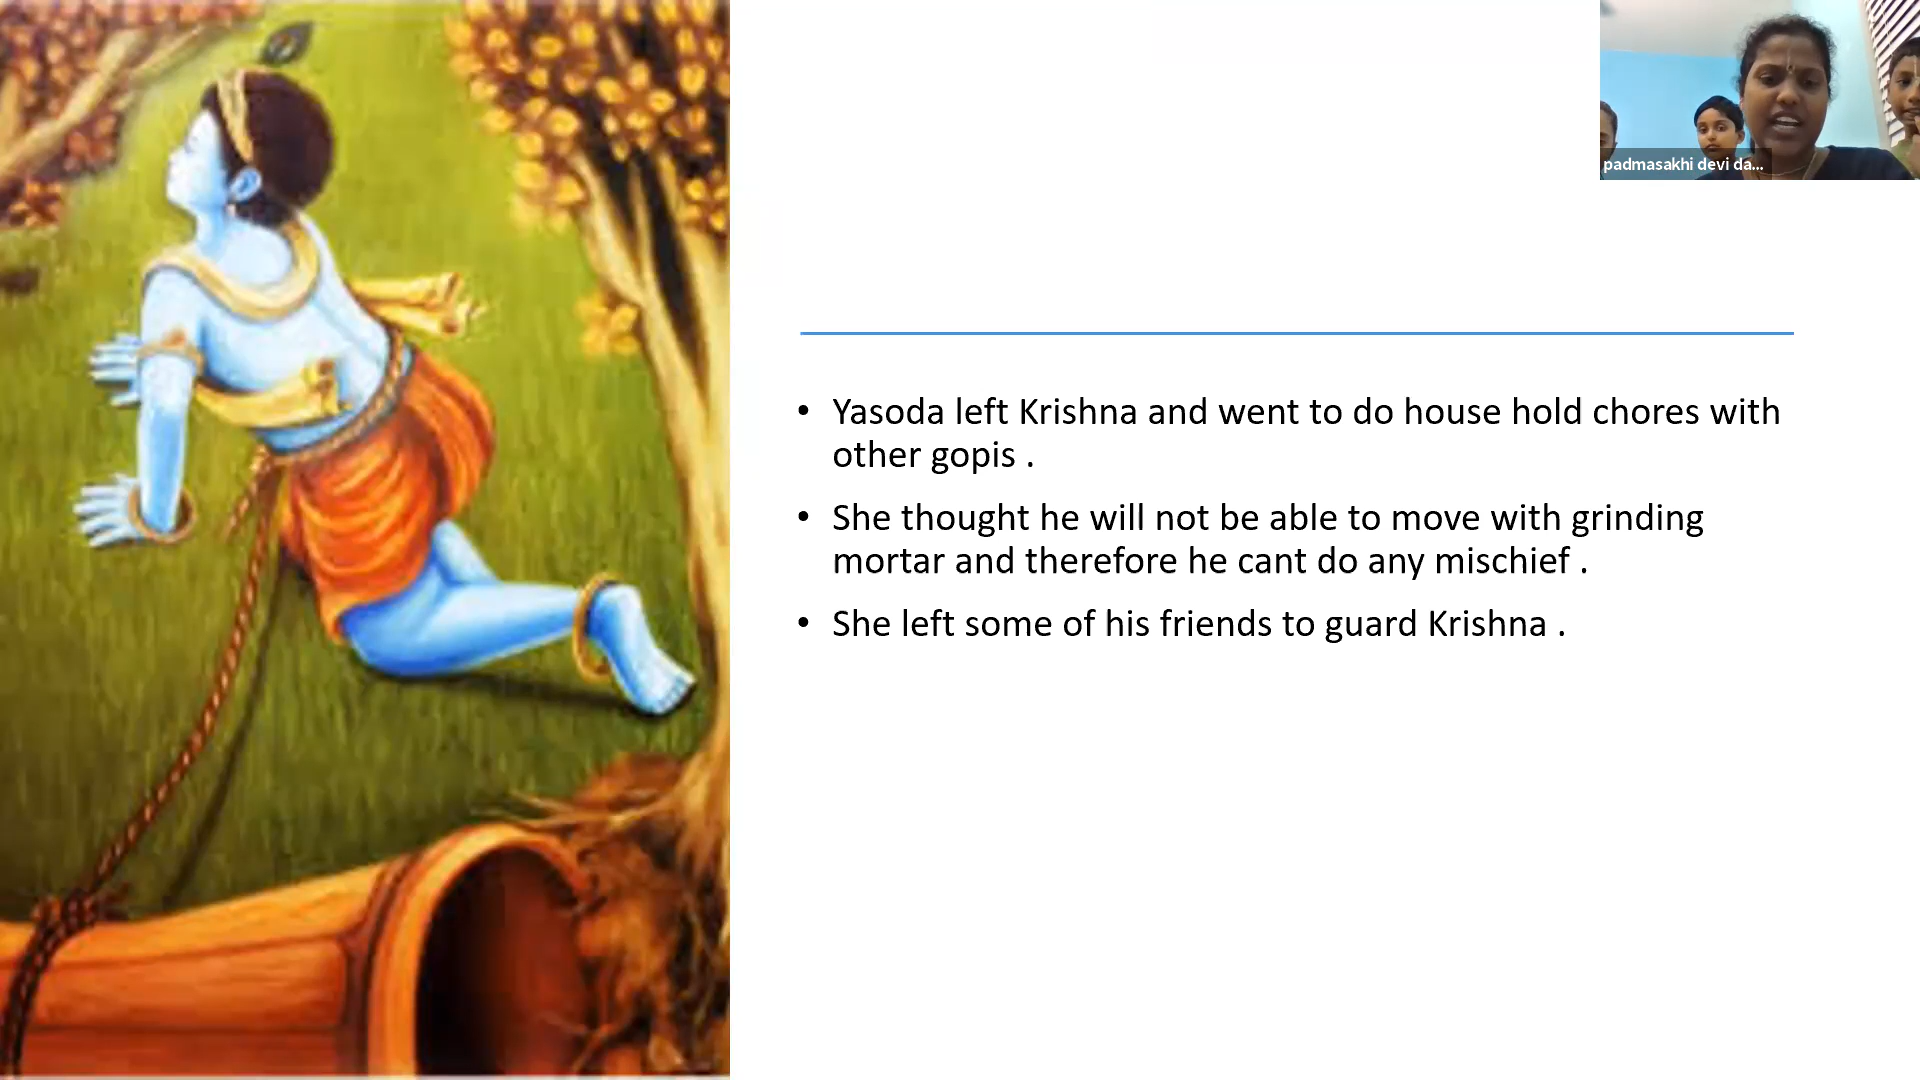 padmasakhi devi da...
• Yasoda left Krishna and went to do house hold chores with
other gopis .
• She thought he will not be able to move with grinding
mortar and therefore he cant do any mischief .
• She left some of his friends to guard Krishna .